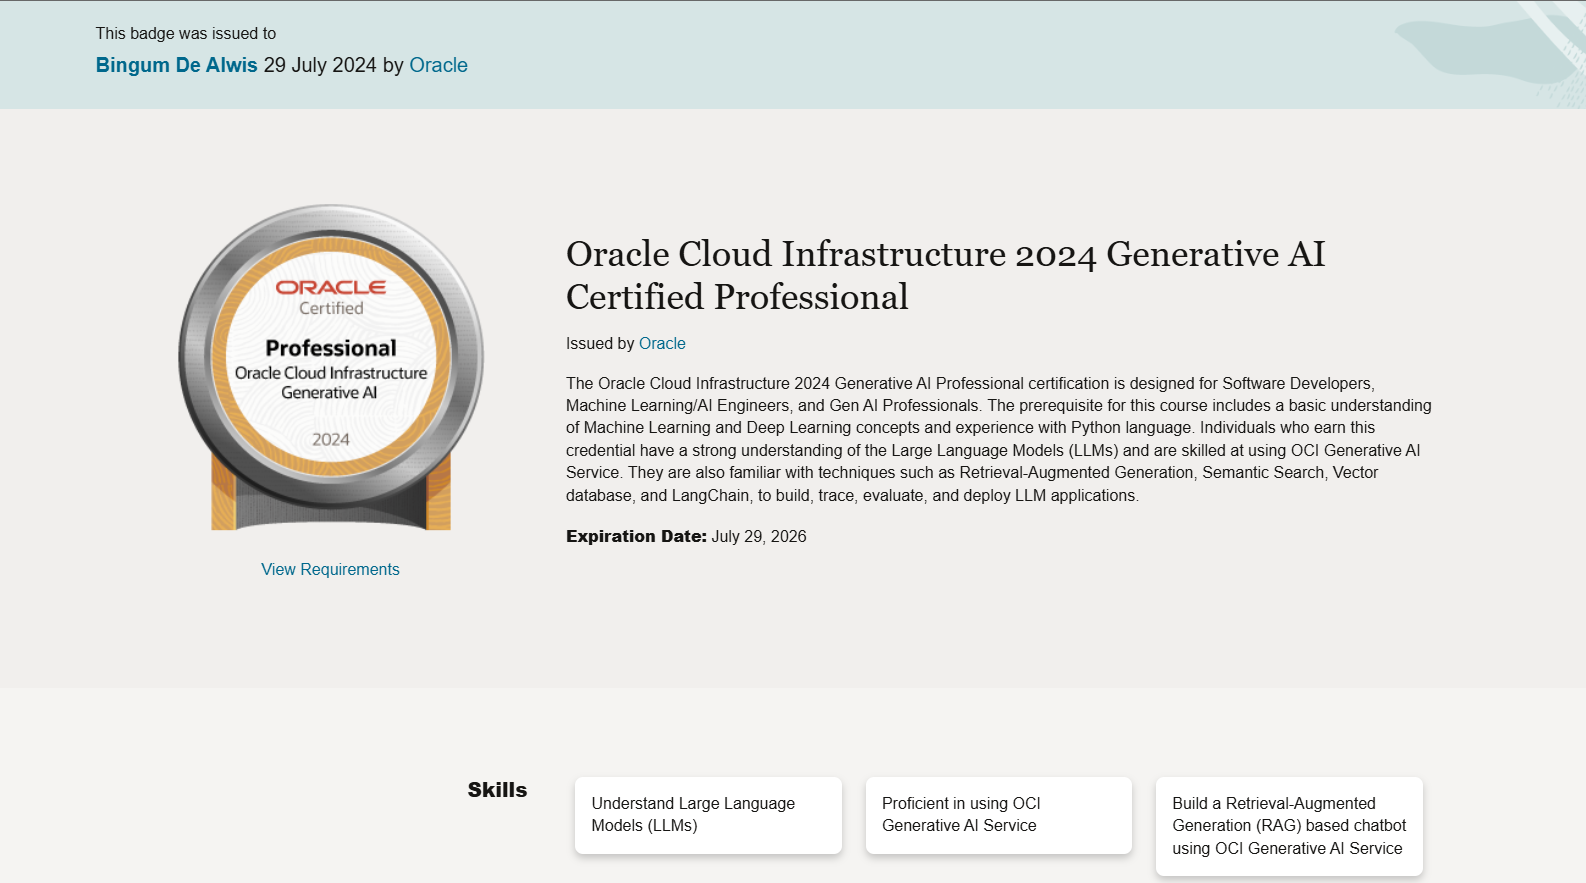 This badge was issued to
Bingum De Alwis 29 July 2024 by Oracle
ORACLE
Certified
Professional
Oracle Cloud Infrastructure
Generative AI
2024
View Requirements
Oracle Cloud Infrastructure 2024 Generative AI
Certified Professional
Issued by Oracle
The Oracle Cloud Infrastructure 2024 Generative AI Professional certification is designed for Software Developers,
Machine Learning/AI Engineers, and Gen AI Professionals. The prerequisite for this course includes a basic understanding
of Machine Learning and Deep Learning concepts and experience with Python language. Individuals who earn this
credential have a strong understanding of the Large Language Models (LLMs) and are skilled at using OCI Generative AI
Service. They are also familiar with techniques such as Retrieval-Augmented Generation, Semantic Search, Vector
database, and LangChain, to build, trace, evaluate, and deploy LLM applications.
Expiration Date: July 29, 2026
Skills
Understand Large Language
Models (LLMs)
Proficient in using OCI
Generative AI Service
Build a Retrieval-Augmented
Generation (RAG) based chatbot
using OCI Generative AI Service